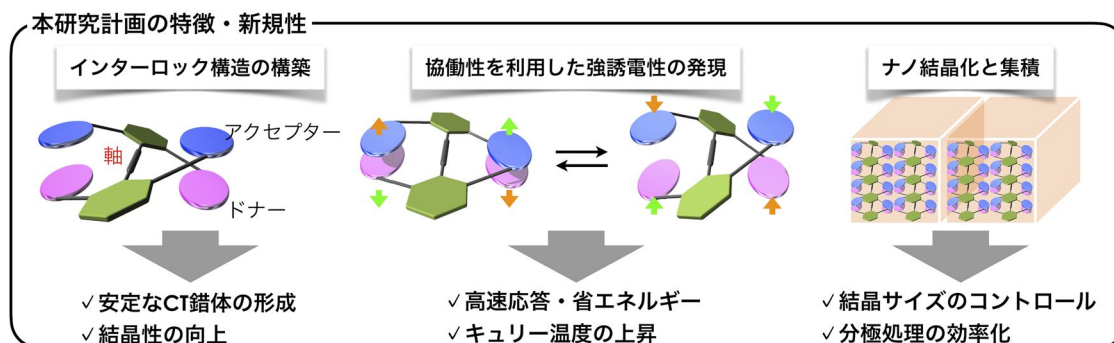 本研究計画の特徴・新規性
インターロック構造の構築
アクセプター
軸
ドナー
✓安定なCT錯体の形成
✓結晶性の向上
協働性を利用した強誘電性の発現
✓高速応答・省エネルギー
✓キュリー温度の上昇
ナノ結晶化と集積
✓結晶サイズのコントロール
✓分極処理の効率化